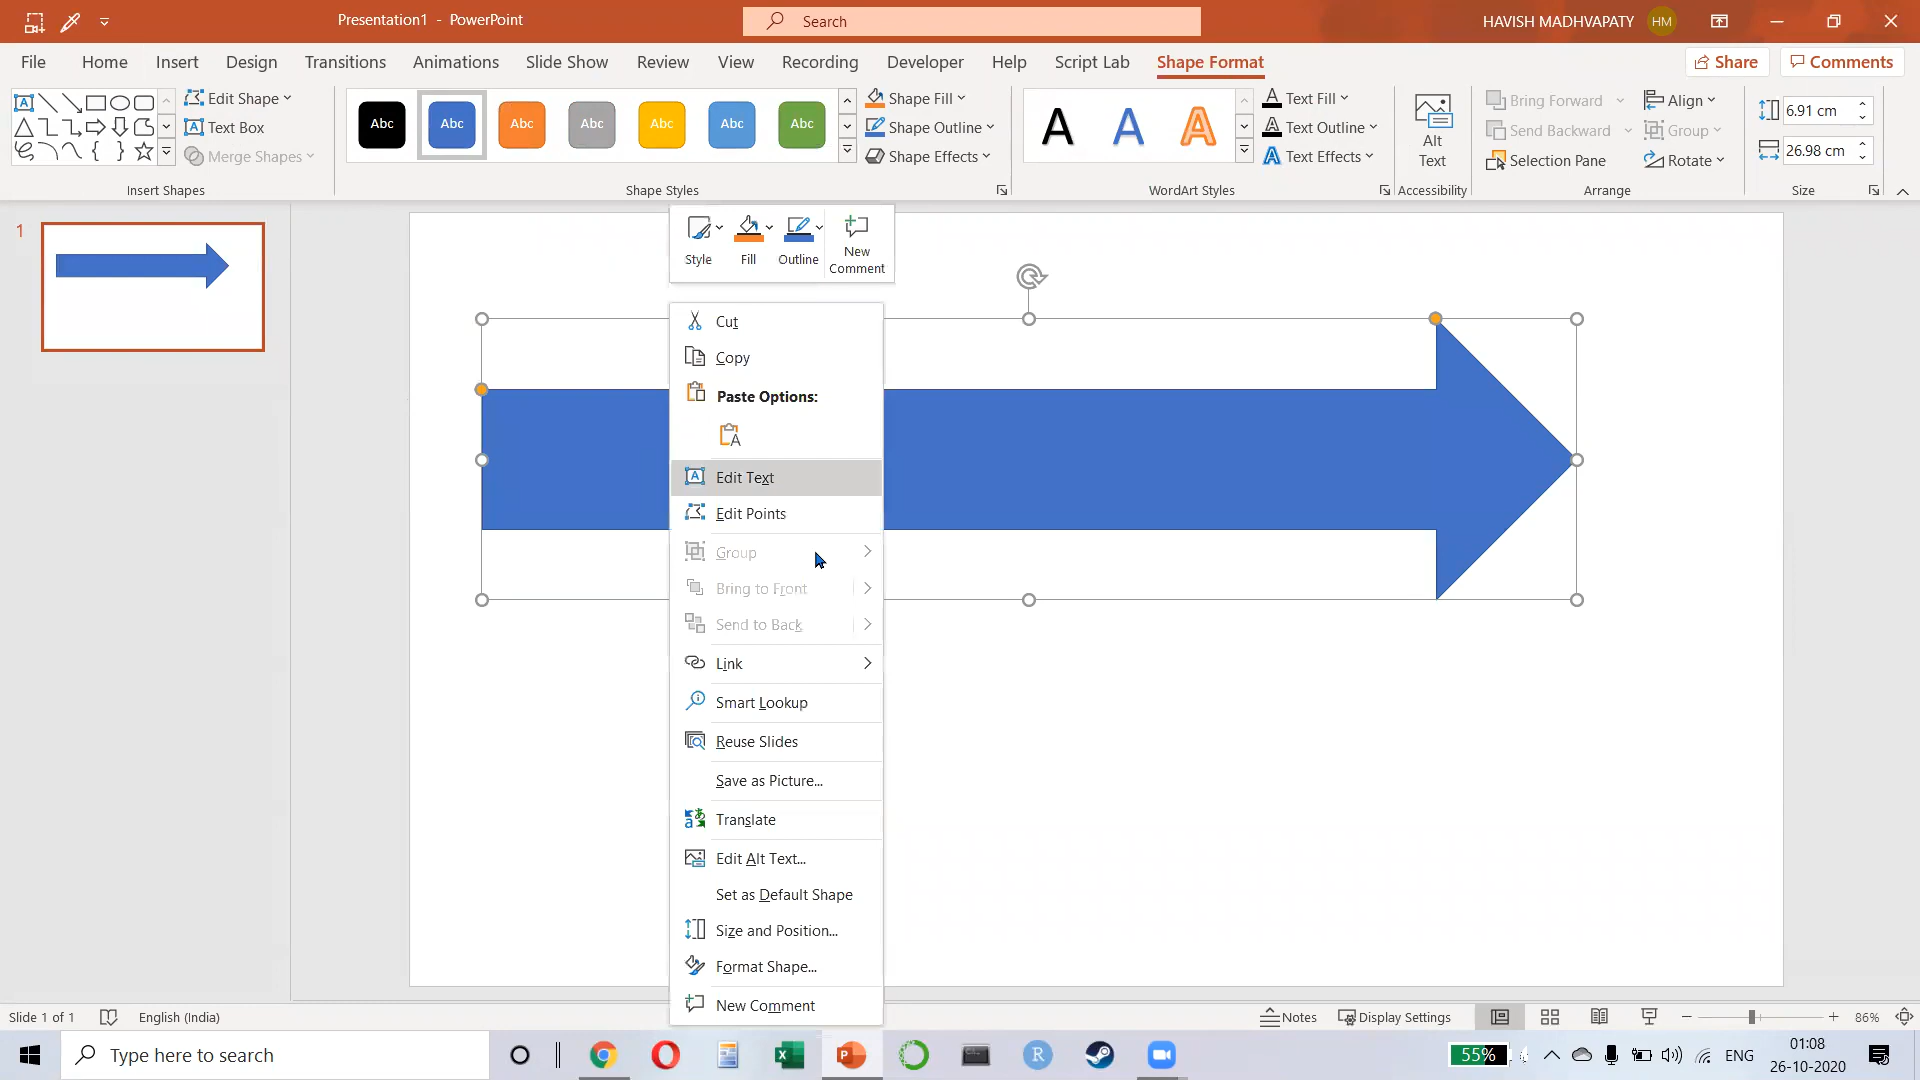 Presentation1 - PowerPoint
Search
HAVISH MADHVAPATY
HM
File
Home
Insert
Design
Transitions
Animations
Slide Show
Review
View
Recording
Developer
Help
Script Lab
Shape Format
Share
Comments
Edit Shape
Text Box
Merge Shapes
Insert Shapes
Abc
Abc
Abc
Abc
Abc
Abc
Abc
Shape Fill
Shape Outline
Shape Effects
Shape Styles
A
A
A
Text Fill
Text Outline
Text Effects
WordArt Styles
Alt
Text
Accessibility
Bring Forward
Send Backward
Selection Pane
Align
Group
Rotate
Arrange
6.91 cm
26.98 cm
Size
1
Style
Fill
Outline
New
Comment
Cut
Copy
Paste Options:
Edit Text
Edit Points
Group
Bring to Front
Send to Back
Link
Smart Lookup
Reuse Slides
Save as Picture...
Translate
Edit Alt Text...
Set as Default Shape
Size and Position...
Format Shape...
New Comment
Slide 1 of 1
English (India)
Notes
Display Settings
86%
Type here to search
55%
ENG
01:08
26-10-2020